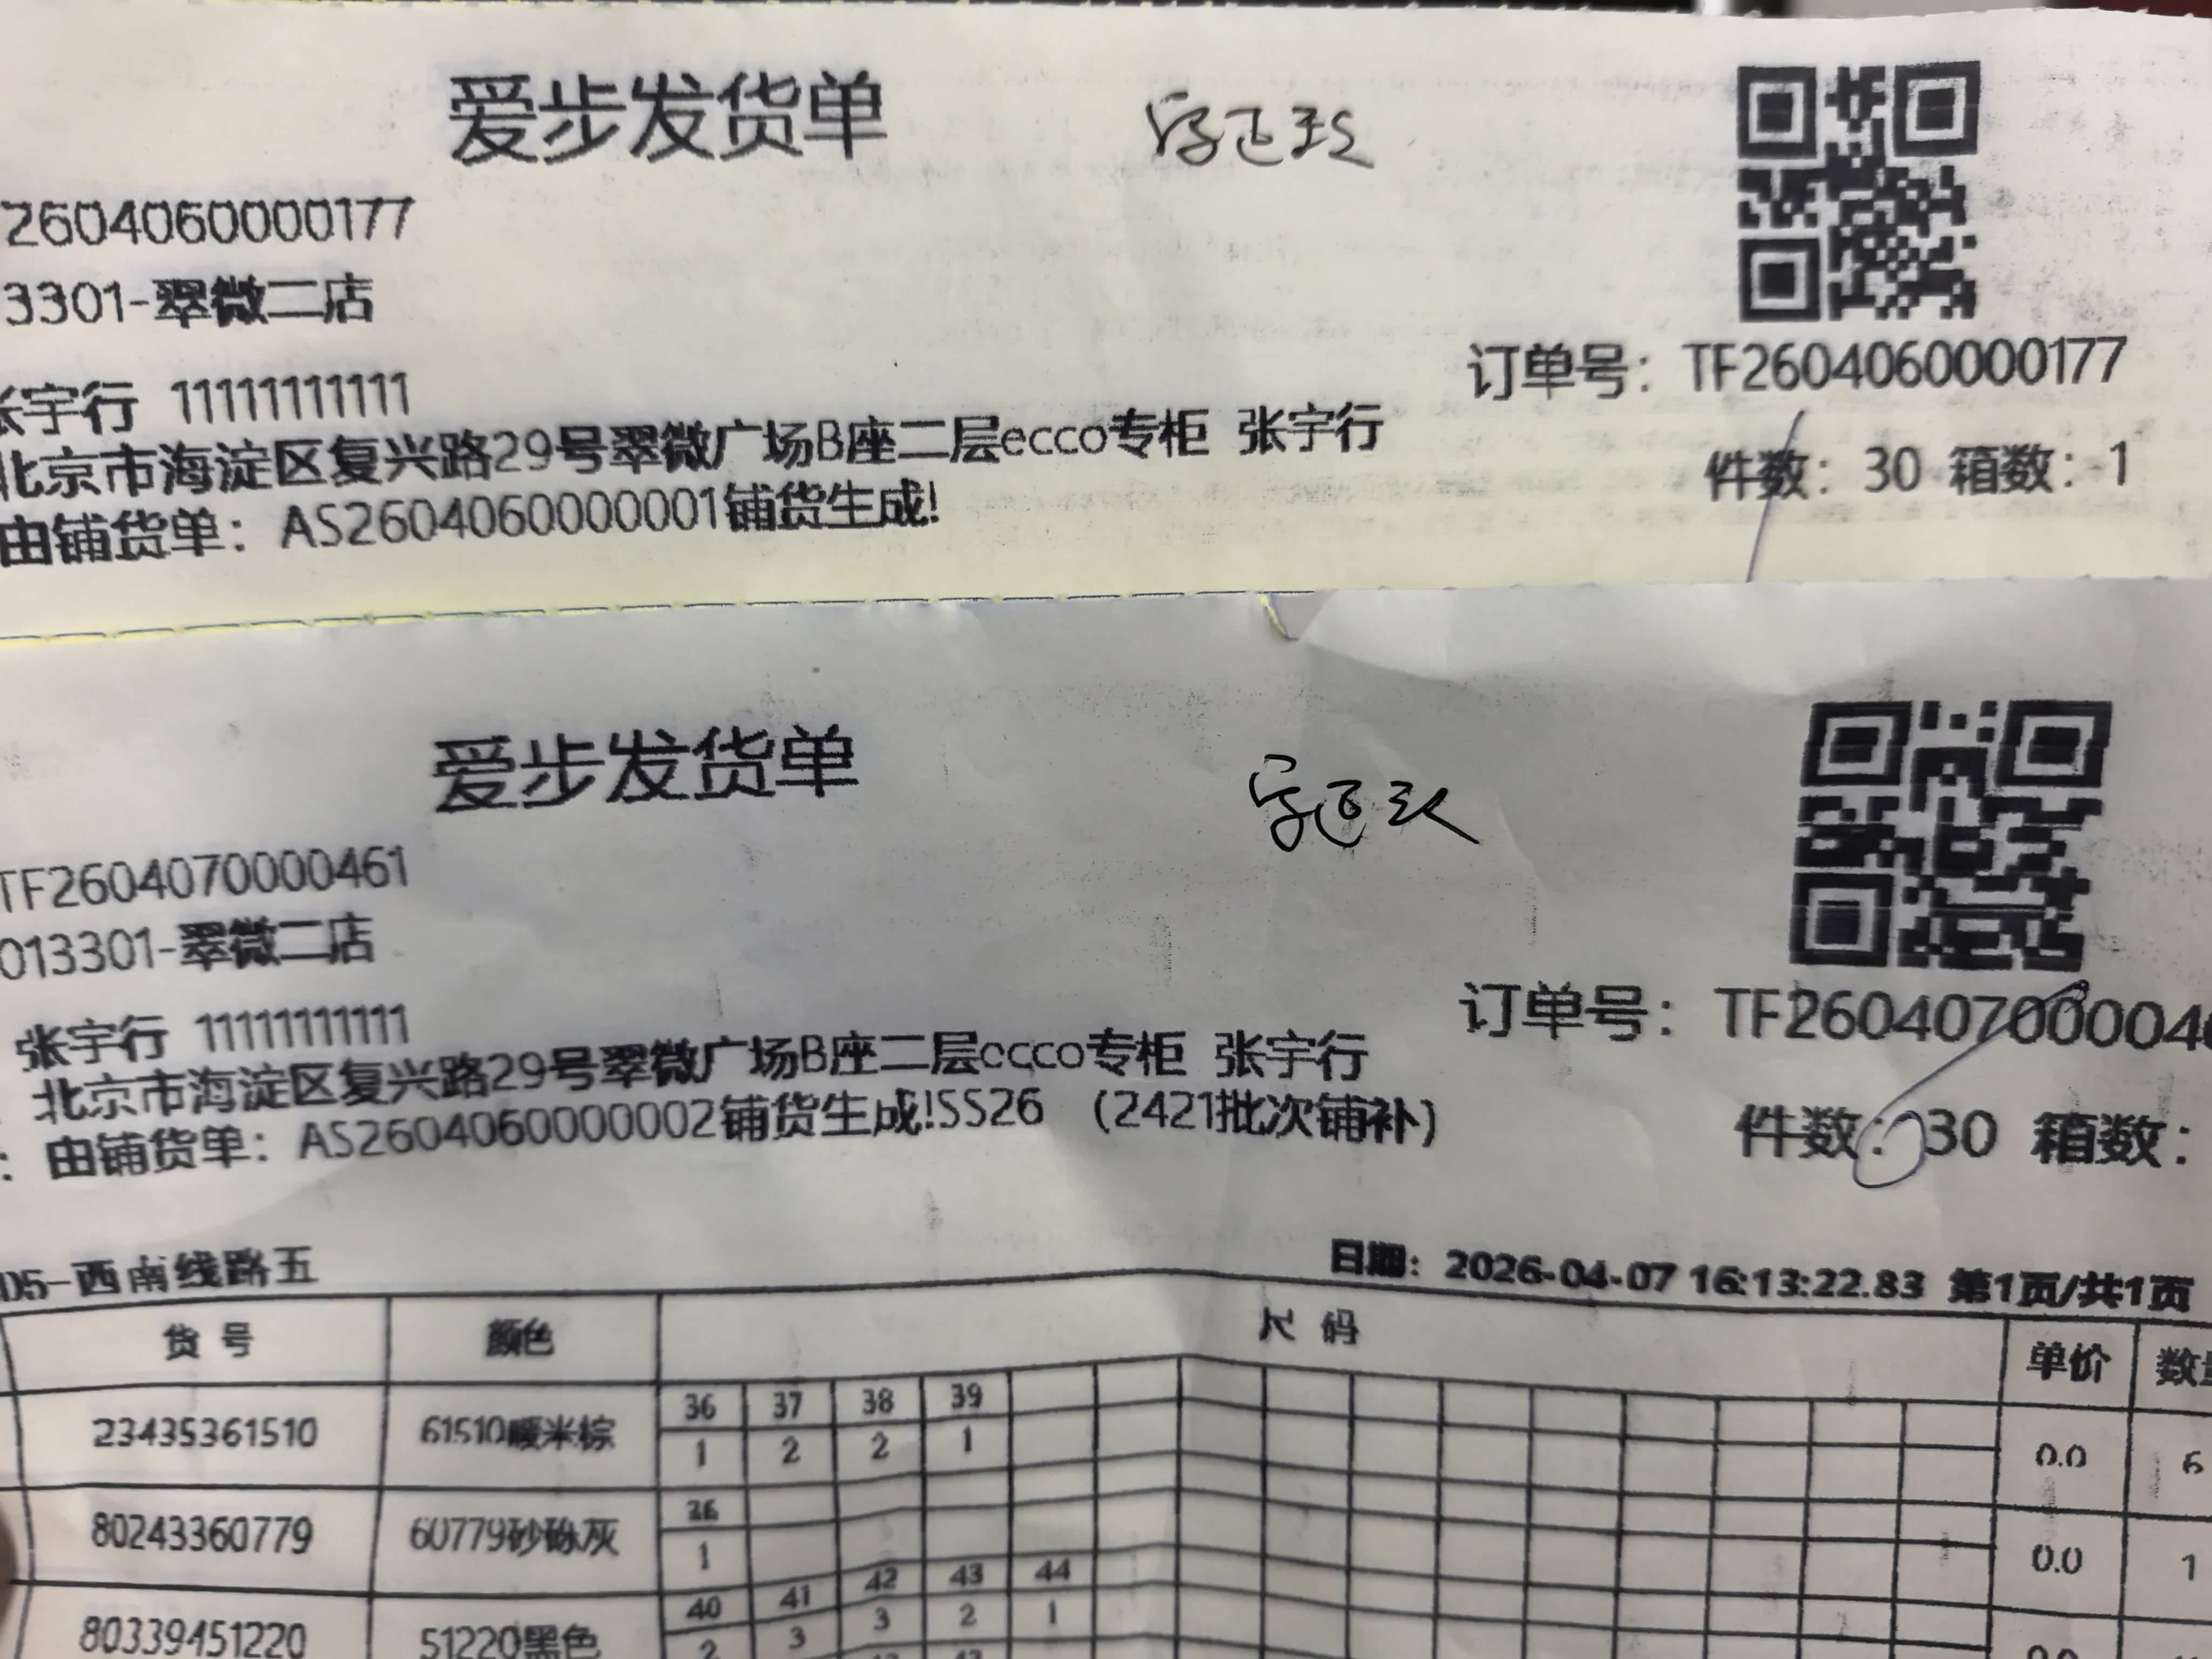 爱步发货单
2604060000177
3301-翠微二店
订单号：TF2604060000177
张宇行 11111111111
北京市海淀区复兴路29号翠微广场B座二层ecco专柜 张宇行
件数：30 箱数：1
由铺货单：AS2604060000001铺货生成!
爱步发货单
TF2604070000461
013301-翠微二店
订单号：TF26040700004
张宇行 11111111111
北京市海淀区复兴路29号翠微广场B座二层ecco专柜 张宇行
件数：30 箱数：
：由铺货单：AS2604060000002铺货生成!SS26 （2421批次铺补）
05-西南线路五
日期：2026-04-07 16:13:22.83 第1页/共1页
货号 颜色 尺码 单价 数量
36 37 38 39
23435361510 61510暖米棕 1 2 2 1 0.0 6
36
80243360779 60779砂砾灰 1 0.0 1
40 41 42 43 44
80339451220 51220黑色 2 3 3 2 1